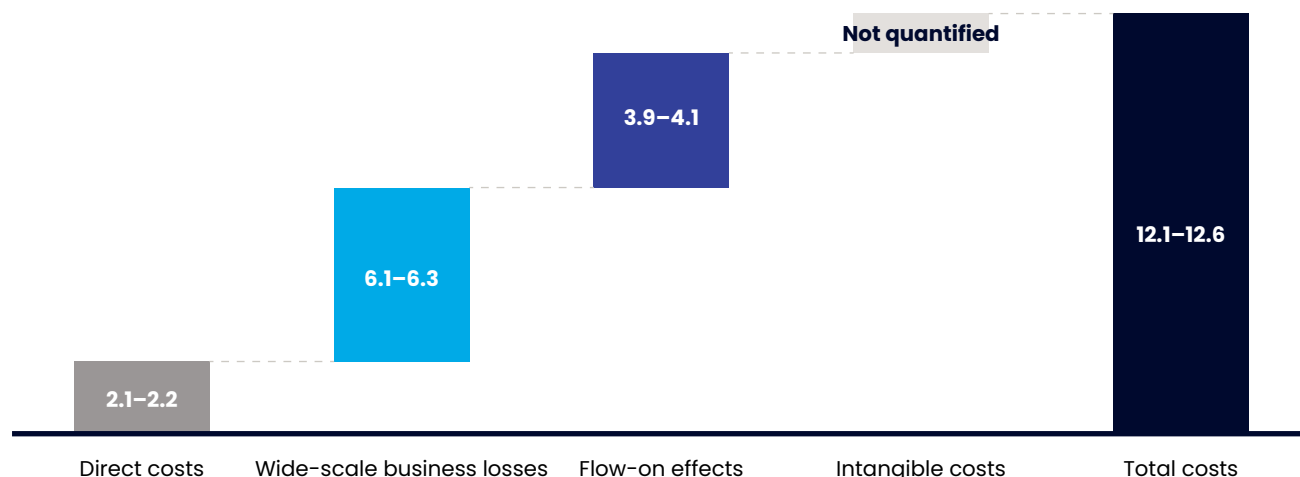 Not quantified
3.9–4.1
12.1–12.6
6.1–6.3
2.1–2.2
Direct costs
Wide-scale business losses
Flow-on effects
Intangible costs
Total costs